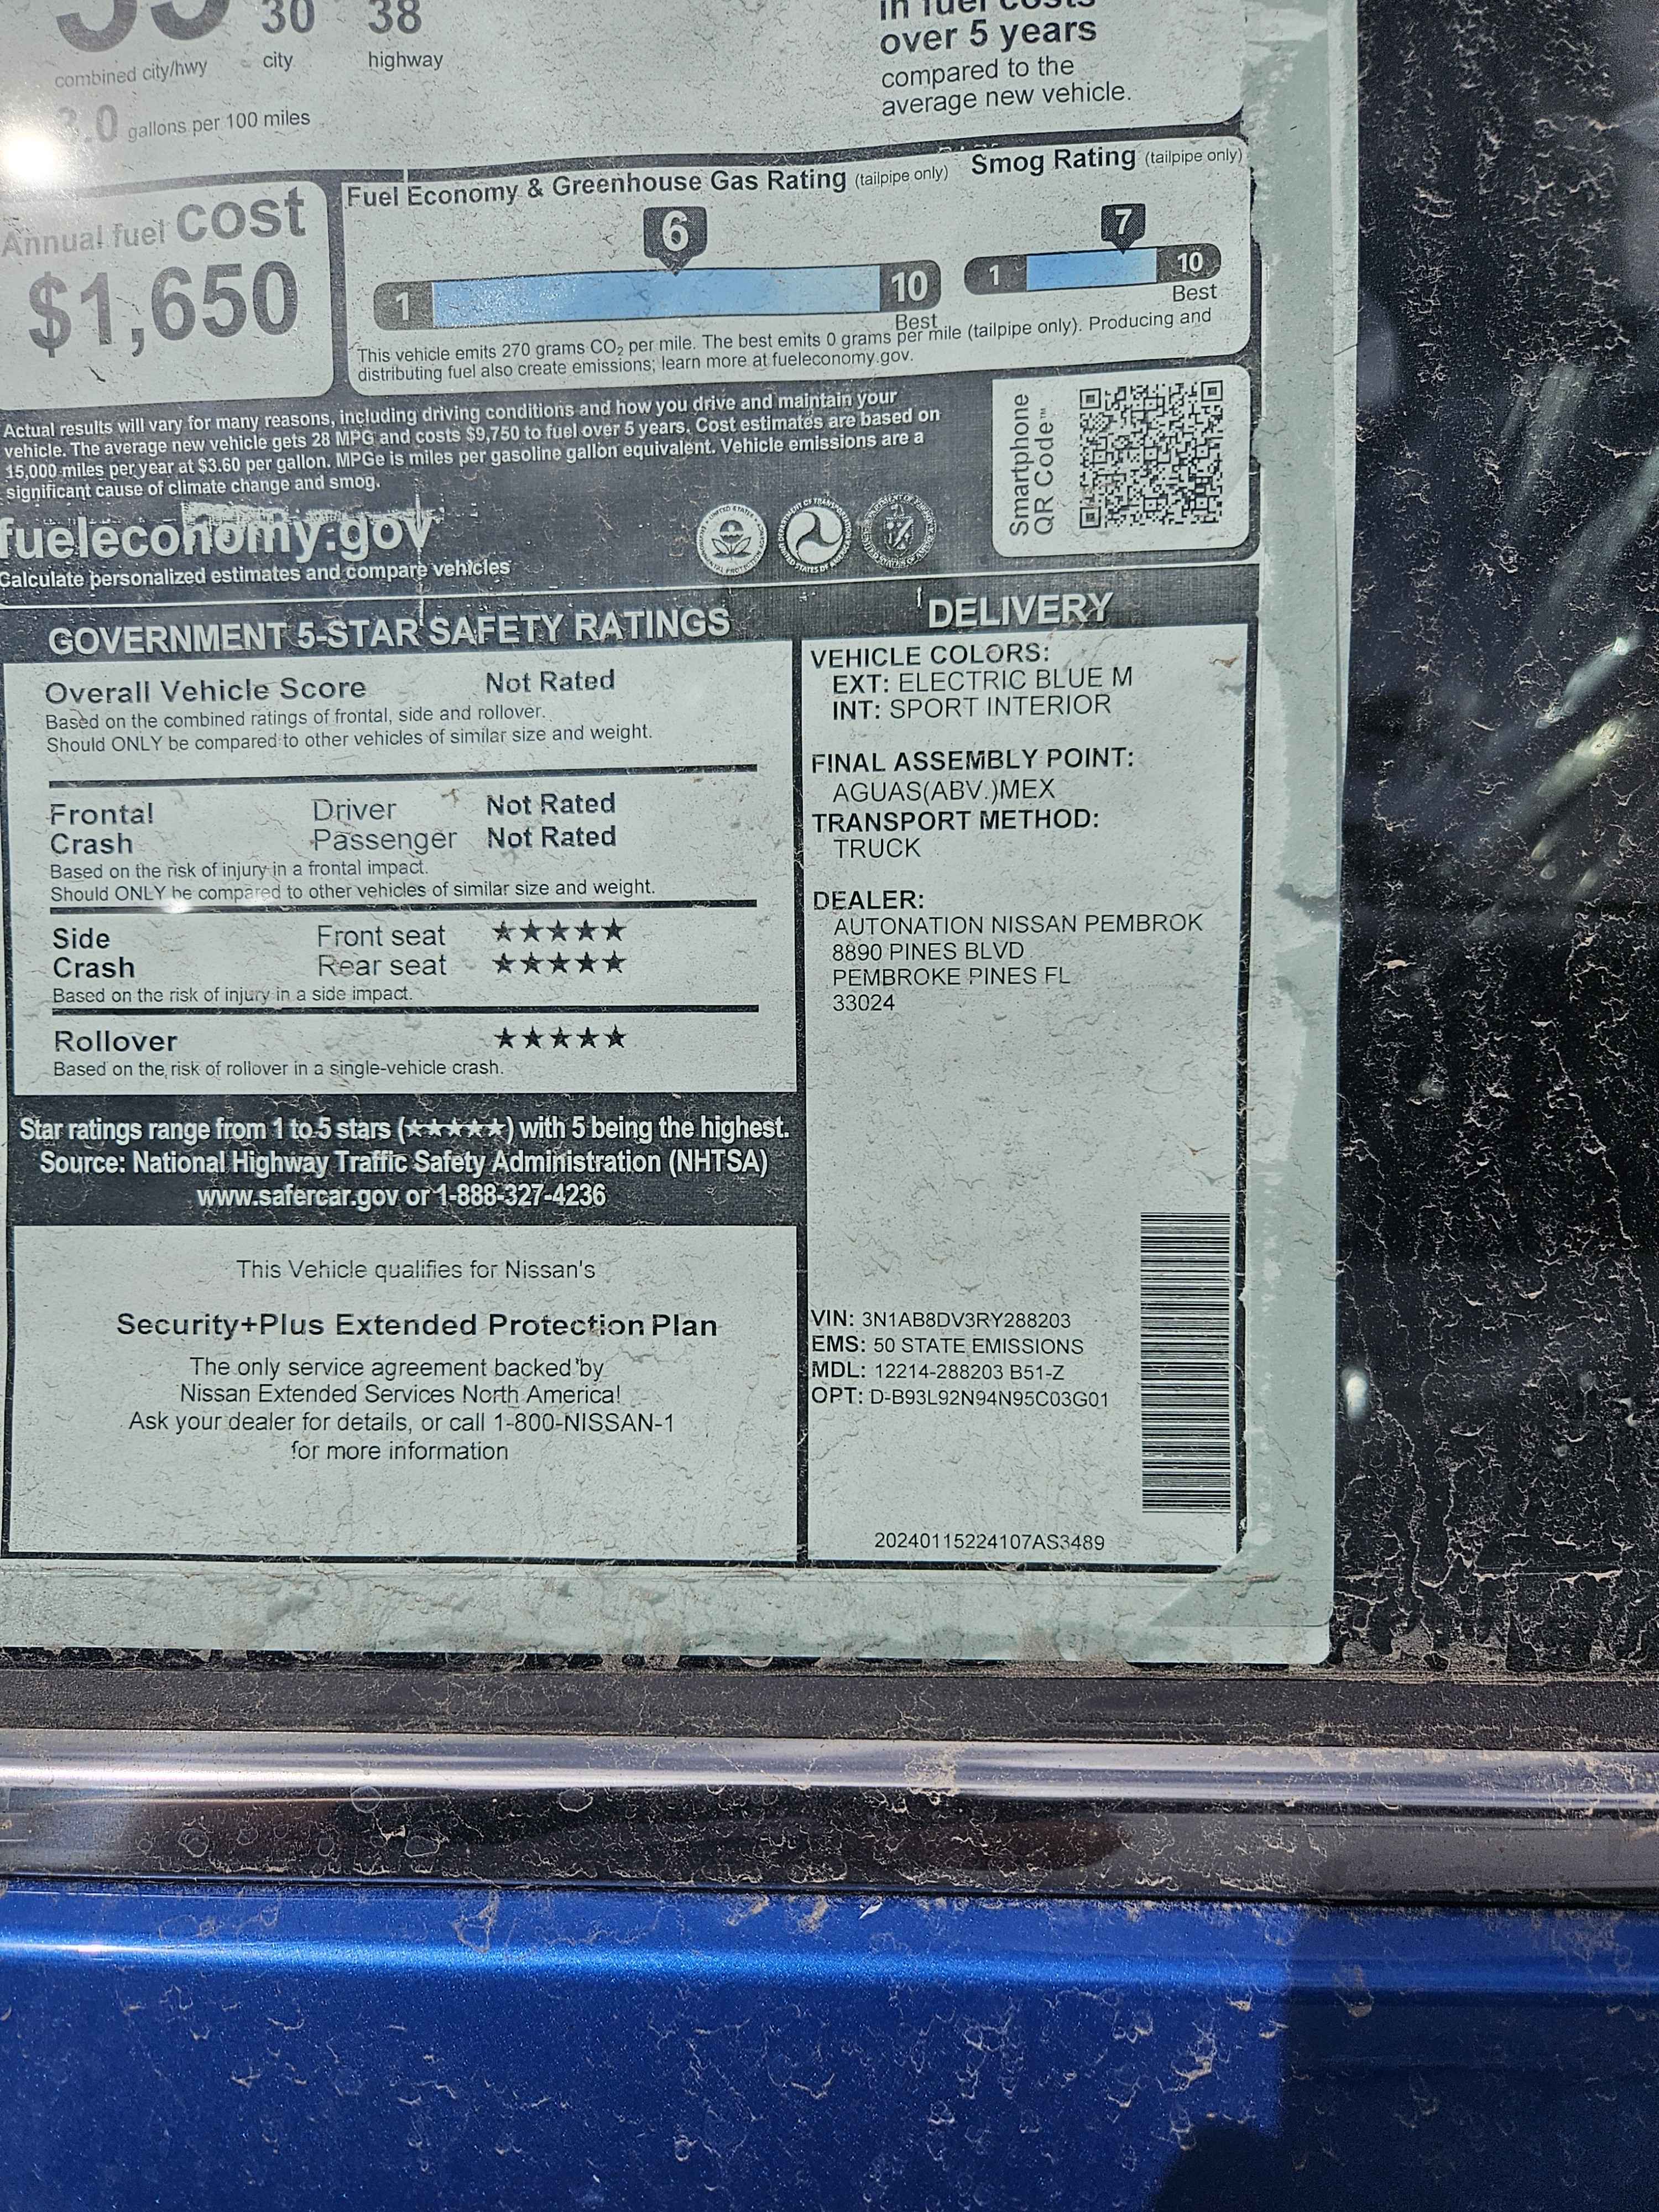 30 38
in fuel costs
over 5 years
combined city/hwy city highway
compared to the
average new vehicle.
gallons per 100 miles
Annual fuel cost
$1,650
Fuel Economy & Greenhouse Gas Rating (tailpipe only)
6
1 10
Best
Smog Rating (tailpipe only)
7
1 10
Best
This vehicle emits 270 grams CO2 per mile. The best emits 0 grams per mile (tailpipe only). Producing and
distributing fuel also create emissions; learn more at fueleconomy.gov.
Actual results will vary for many reasons, including driving conditions and how you drive and maintain your
vehicle. The average new vehicle gets 28 MPG and costs $9,750 to fuel over 5 years. Cost estimates are based on
15,000 miles per year at $3.60 per gallon. MPGe is miles per gasoline gallon equivalent. Vehicle emissions are a
significant cause of climate change and smog.
fueleconomy.gov
Calculate personalized estimates and compare vehicles
Smartphone
QR Code™
GOVERNMENT 5-STAR SAFETY RATINGS
Overall Vehicle Score Not Rated
Based on the combined ratings of frontal, side and rollover.
Should ONLY be compared to other vehicles of similar size and weight.
Frontal Driver Not Rated
Crash Passenger Not Rated
Based on the risk of injury in a frontal impact.
Should ONLY be compared to other vehicles of similar size and weight.
Side Front seat ★★★★★
Crash Rear seat ★★★★★
Based on the risk of injury in a side impact.
Rollover ★★★★★
Based on the risk of rollover in a single-vehicle crash.
Star ratings range from 1 to 5 stars (★★★★★) with 5 being the highest.
Source: National Highway Traffic Safety Administration (NHTSA)
www.safercar.gov or 1-888-327-4236
This Vehicle qualifies for Nissan's
Security+Plus Extended Protection Plan
The only service agreement backed by
Nissan Extended Services North America!
Ask your dealer for details, or call 1-800-NISSAN-1
for more information
DELIVERY
VEHICLE COLORS:
EXT: ELECTRIC BLUE M
INT: SPORT INTERIOR
FINAL ASSEMBLY POINT:
AGUAS(ABV.)MEX
TRANSPORT METHOD:
TRUCK
DEALER:
AUTONATION NISSAN PEMBROK
8890 PINES BLVD
PEMBROKE PINES FL
33024
VIN: 3N1AB8DV3RY288203
EMS: 50 STATE EMISSIONS
MDL: 12214-288203 B51-Z
OPT: D-B93L92N94N95C03G01
20240115224107AS3489